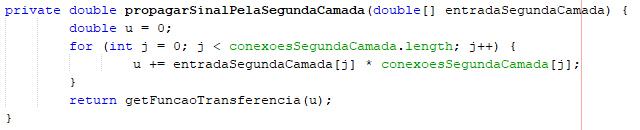 private double propagarSinalPelaSegundaCamada(double[] entradaSegundaCamada) {
double u = 0;
for (int j = 0; j < conexoesSegundaCamada.length; j++) {
u += entradaSegundaCamada[j] * conexoesSegundaCamada[j];
}
return getFuncaoTransferencia(u);
}